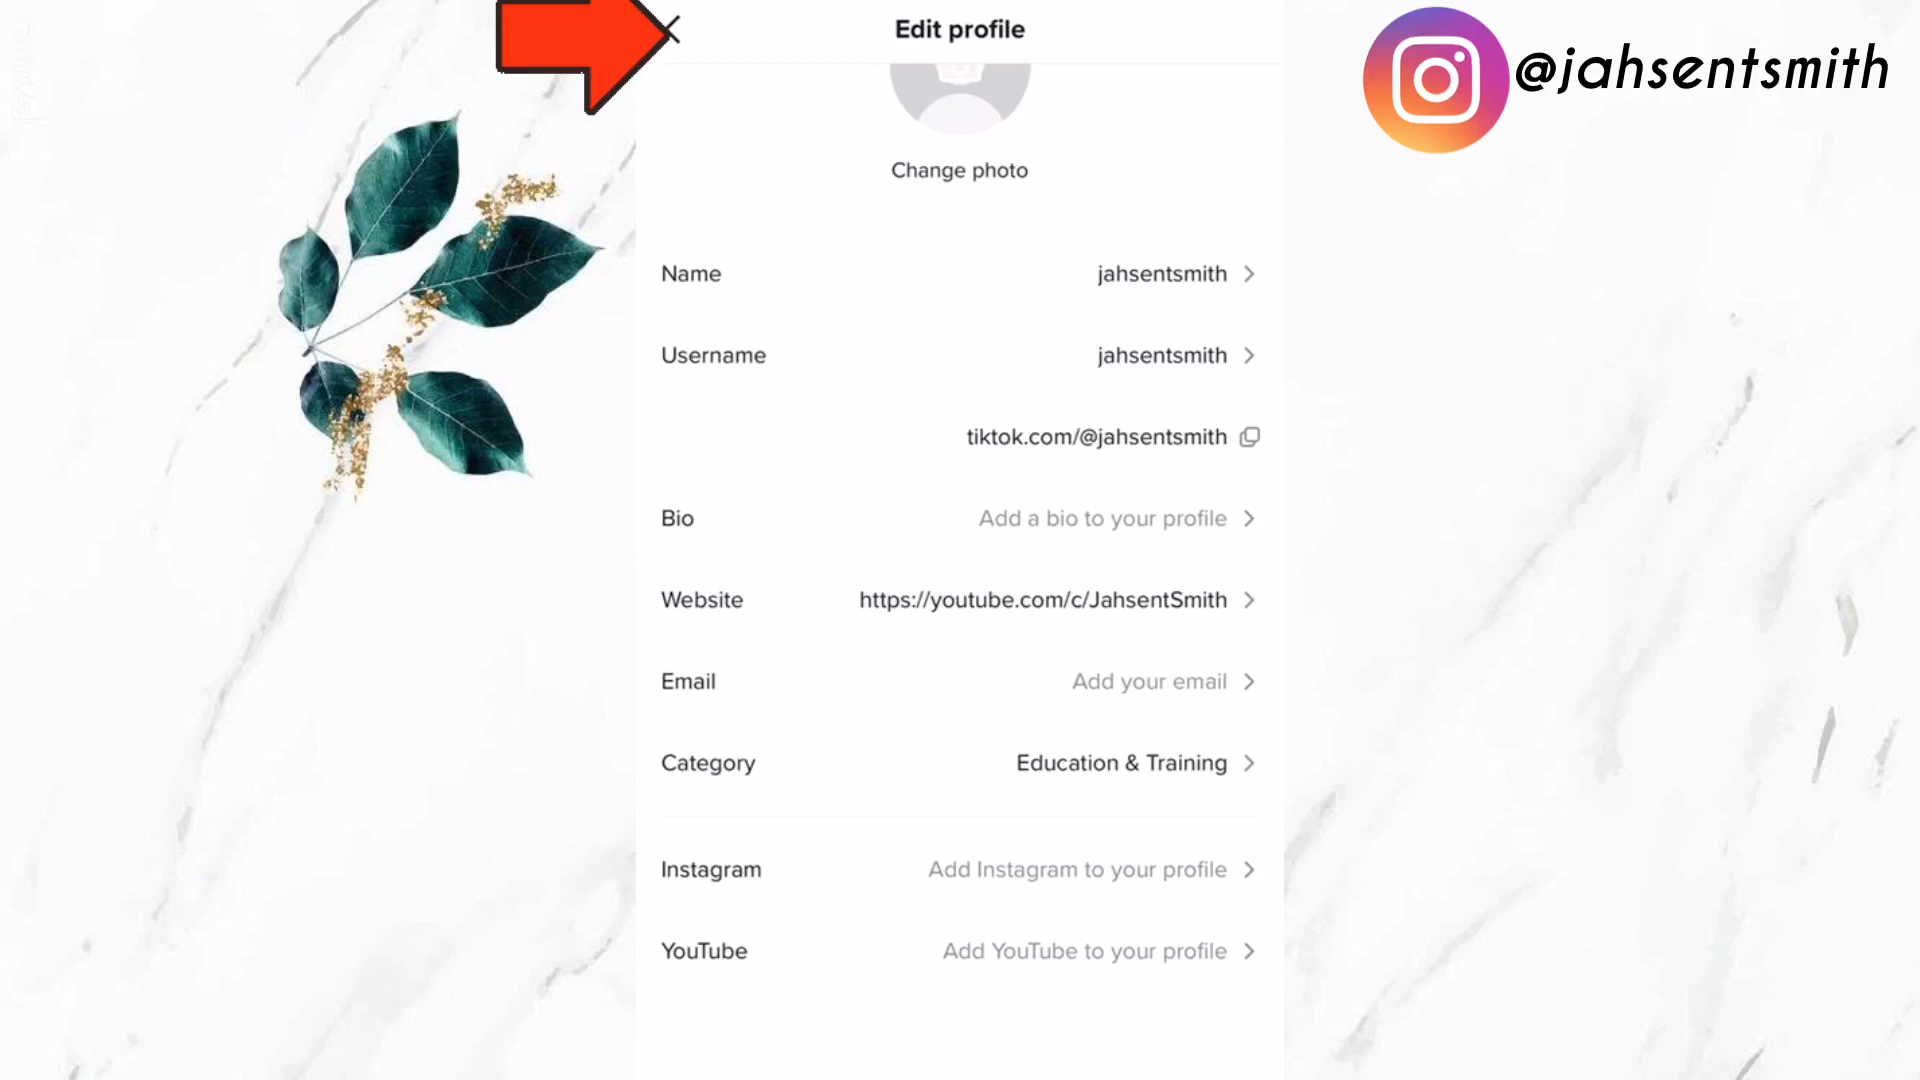 Edit profile
@jahsentsmith
Change photo
Name jahsentsmith
Username jahsentsmith
tiktok.com/@jahsentsmith
Bio Add a bio to your profile
Website https://youtube.com/c/JahsentSmith
Email Add your email
Category Education & Training
Instagram Add Instagram to your profile
YouTube Add YouTube to your profile